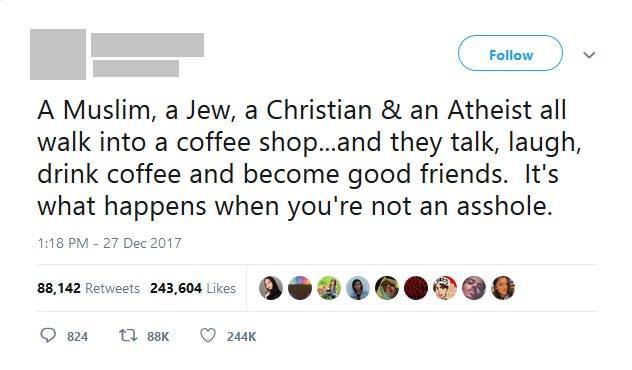 Follow
A Muslim, a Jew, a Christian & an Atheist all
walk into a coffee shop...and they talk, laugh,
drink coffee and become good friends.  It's
what happens when you're not an asshole.
1:18 PM - 27 Dec 2017
88,142 Retweets 243,604 Likes
824 88K 244K